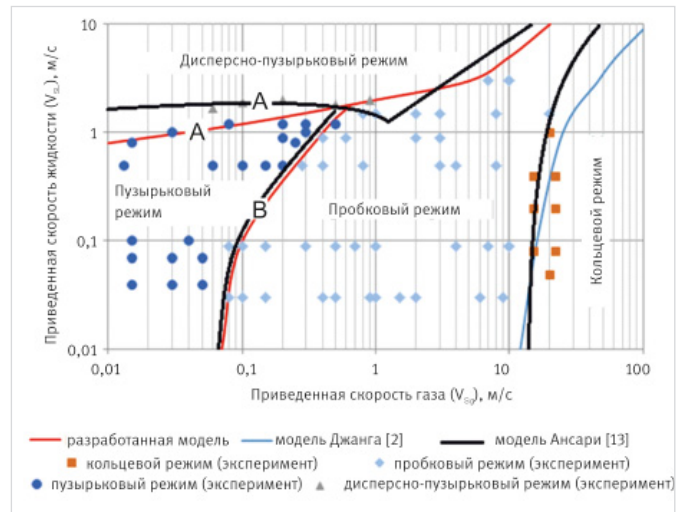 10
1
0,1
0,01
Приведенная скорость жидкости (VSL), м/с
Дисперсно-пузырьковый режим
A
A
Пузырьковый
режим
B
Пробковый режим
Кольцевой режим
0,01
0,1
1
10
100
Приведенная скорость газа (VSg), м/с
разработанная модель
модель Джанга [2]
модель Ансари [13]
кольцевой режим (эксперимент)
пробковый режим (эксперимент)
пузырьковый режим (эксперимент)
дисперсно-пузырьковый режим (эксперимент)